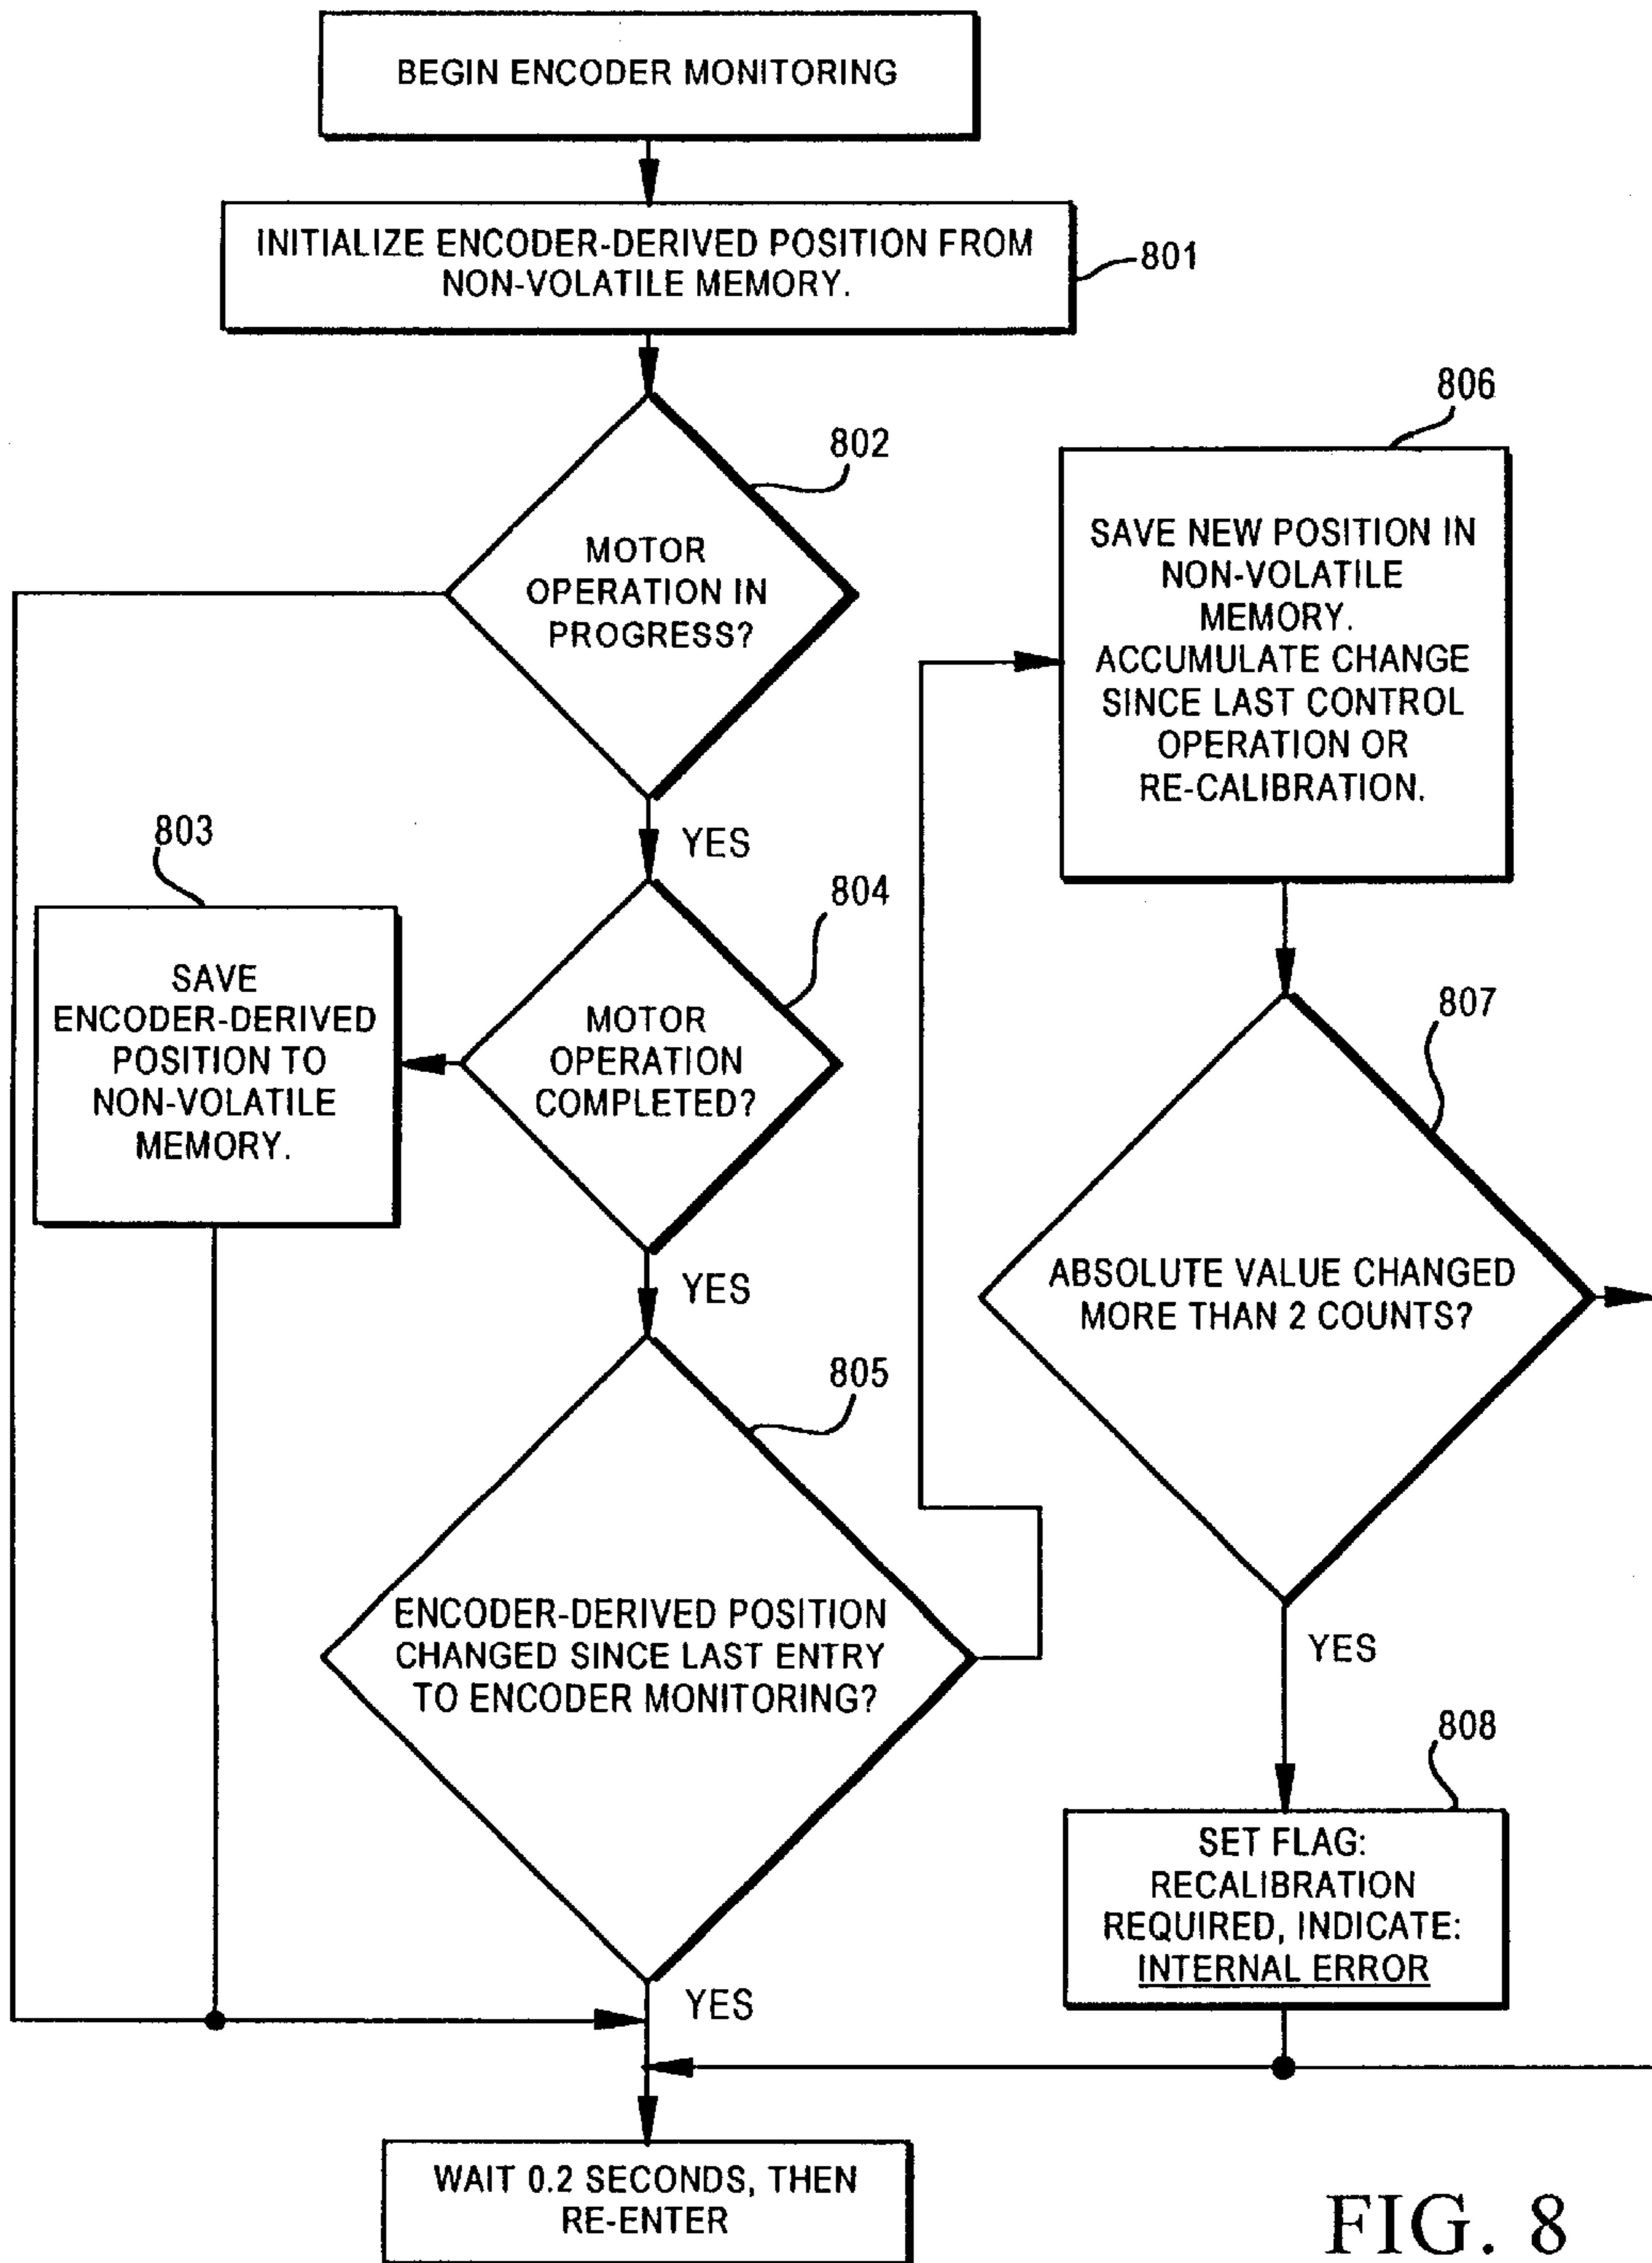 BEGIN ENCODER MONITORING
INITIALIZE ENCODER-DERIVED POSITION FROM
NON-VOLATILE MEMORY.
801
802
MOTOR
OPERATION IN
PROGRESS?
YES
803
SAVE
ENCODER-DERIVED
POSITION TO
NON-VOLATILE
MEMORY.
804
MOTOR
OPERATION
COMPLETED?
YES
805
ENCODER-DERIVED POSITION
CHANGED SINCE LAST ENTRY
TO ENCODER MONITORING?
YES
806
SAVE NEW POSITION IN
NON-VOLATILE
MEMORY.
ACCUMULATE CHANGE
SINCE LAST CONTROL
OPERATION OR
RE-CALIBRATION.
807
ABSOLUTE VALUE CHANGED
MORE THAN 2 COUNTS?
YES
808
SET FLAG:
RECALIBRATION
REQUIRED, INDICATE:
INTERNAL ERROR
WAIT 0.2 SECONDS, THEN
RE-ENTER
FIG. 8